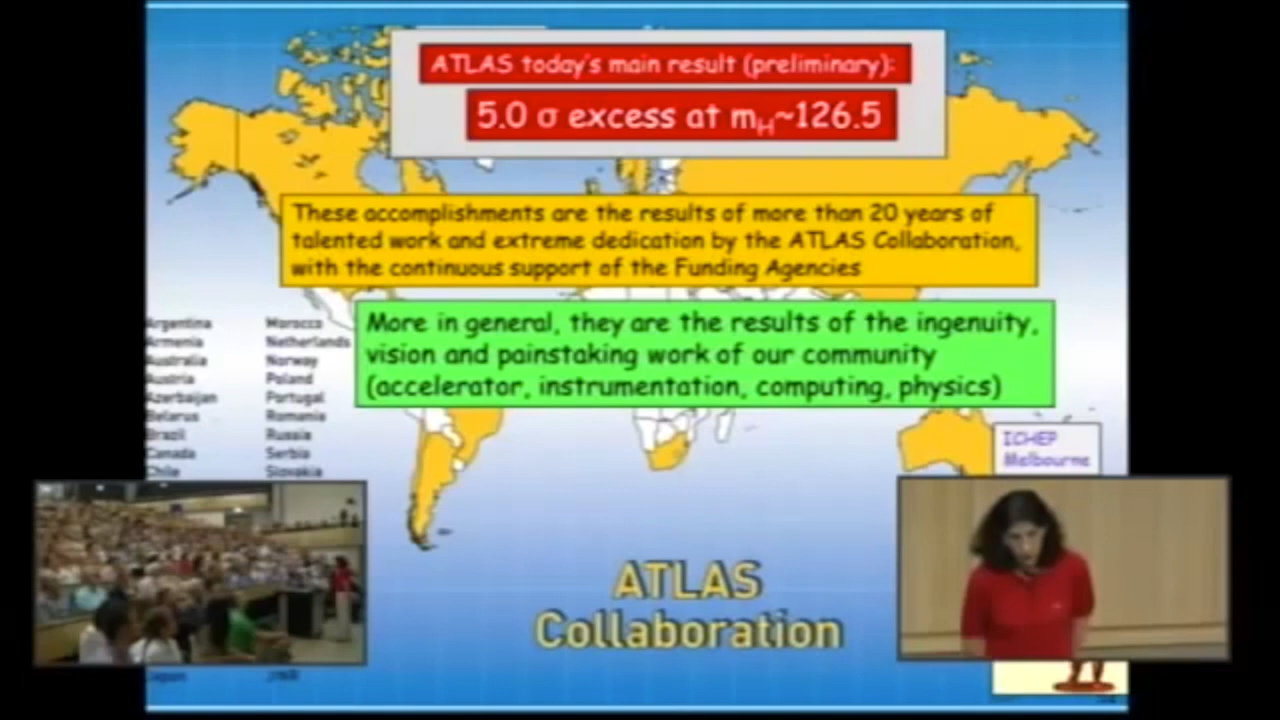 ATLAS today's main result (preliminary):
5.0 σ excess at mH~126.5
These accomplishments are the results of more than 20 years of
talented work and extreme dedication by the ATLAS Collaboration,
with the continuous support of the Funding Agencies
More in general, they are the results of the ingenuity,
vision and painstaking work of our community
(accelerator, instrumentation, computing, physics)
Argentina
Armenia
Australia
Austria
Azerbaijan
Belarus
Brazil
Canada
Chile
Morocco
Netherlands
Norway
Poland
Portugal
Romania
Russia
Serbia
Slovakia
ICHEP
Melbourne
ATLAS
Collaboration
Japan